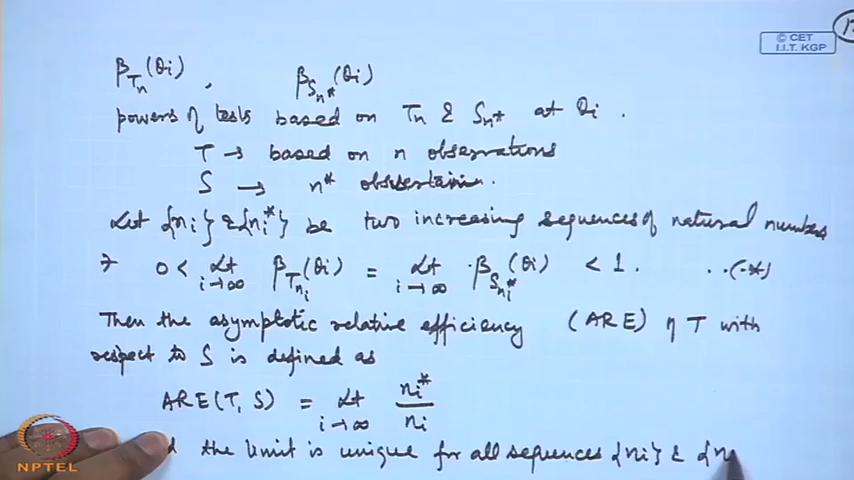 © CET
I.I.T. KGP
β_{T_n}(θi), β_{S_{n*}}(θi)
powers of tests based on Tn & Sn* at θi.
T → based on n observations
S → n* observations.
Let {ni} & {ni*} be two increasing sequences of natural numbers
∋ 0 < Lt_{i→∞} β_{T_{n_i}}(θi) = Lt_{i→∞} β_{S_{n_i*}}(θi) < 1. ..(*)
Then the asymptotic relative efficiency (ARE) of T with
respect to S is defined as
ARE(T, S) = Lt_{i→∞} ni*/ni
the limit is unique for all sequences {ni} & {n
NPTEL